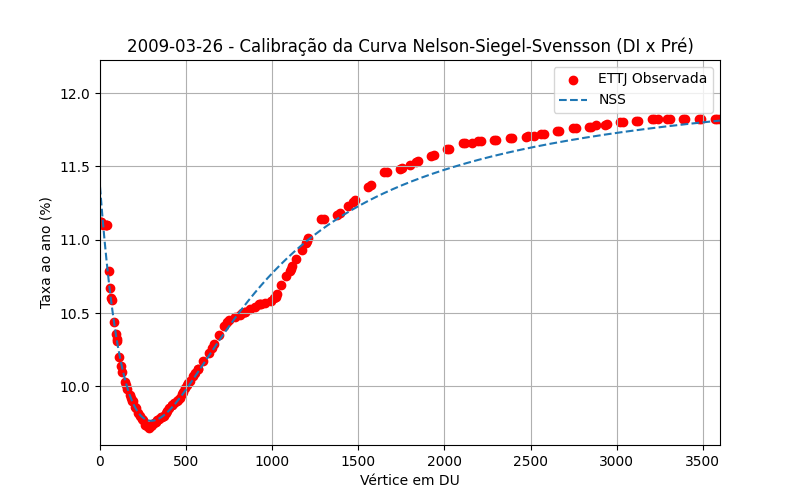 2009-03-26 - Calibração da Curva Nelson-Siegel-Svensson (DI x Pré)
ETTJ Observada
NSS
Taxa ao ano (%)
12.0
11.5
11.0
10.5
10.0
0 500 1000 1500 2000 2500 3000 3500
Vértice em DU